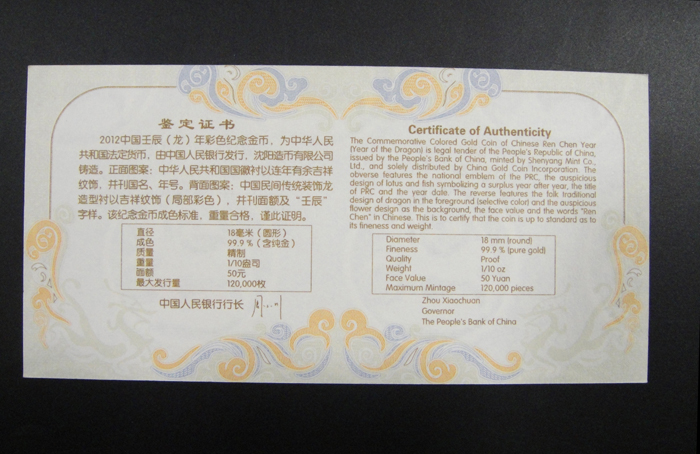 鉴定证书
2012中国壬辰（龙）年彩色纪念金币，为中华人民
共和国法定货币，由中国人民银行发行，沈阳造币有限公司
铸造。正面图案：中华人民共和国国徽衬以连年有余吉祥
纹饰，并刊国名、年号。背面图案：中国民间传统装饰龙
造型衬以吉祥纹饰（局部彩色），并刊面额及“壬辰”
字样。该纪念金币成色标准，重量合格，谨此证明。
直径 18毫米（圆形）
成色 99.9％（含纯金）
质量 精制
重量 1/10盎司
面额 50元
最大发行量 120,000枚
中国人民银行行长
Certificate of Authenticity
The Commemorative Colored Gold Coin of Chinese Ren Chen Year
(Year of the Dragon) is legal tender of the People's Republic of China,
issued by the People's Bank of China, minted by Shenyang Mint Co.,
Ltd., and solely distributed by China Gold Coin Incorporation. The
obverse features the national emblem of the PRC, the auspicious
design of lotus and fish symbolizing a surplus year after year, the title
of PRC and the year date. The reverse features the folk traditional
design of dragon in the foreground (selective color) and the auspicious
flower design as the background, the face value and the words "Ren
Chen" in Chinese. This is to certify that the coin is up to standard as to
its fineness and weight
Diameter 18 mm (round)
Fineness 99.9 % (pure gold)
Quality Proof
Weight 1/10 oz
Face Value 50 Yuan
Maximum Mintage 120,000 pieces
Zhou Xiaochuan
Governor
The People's Bank of China